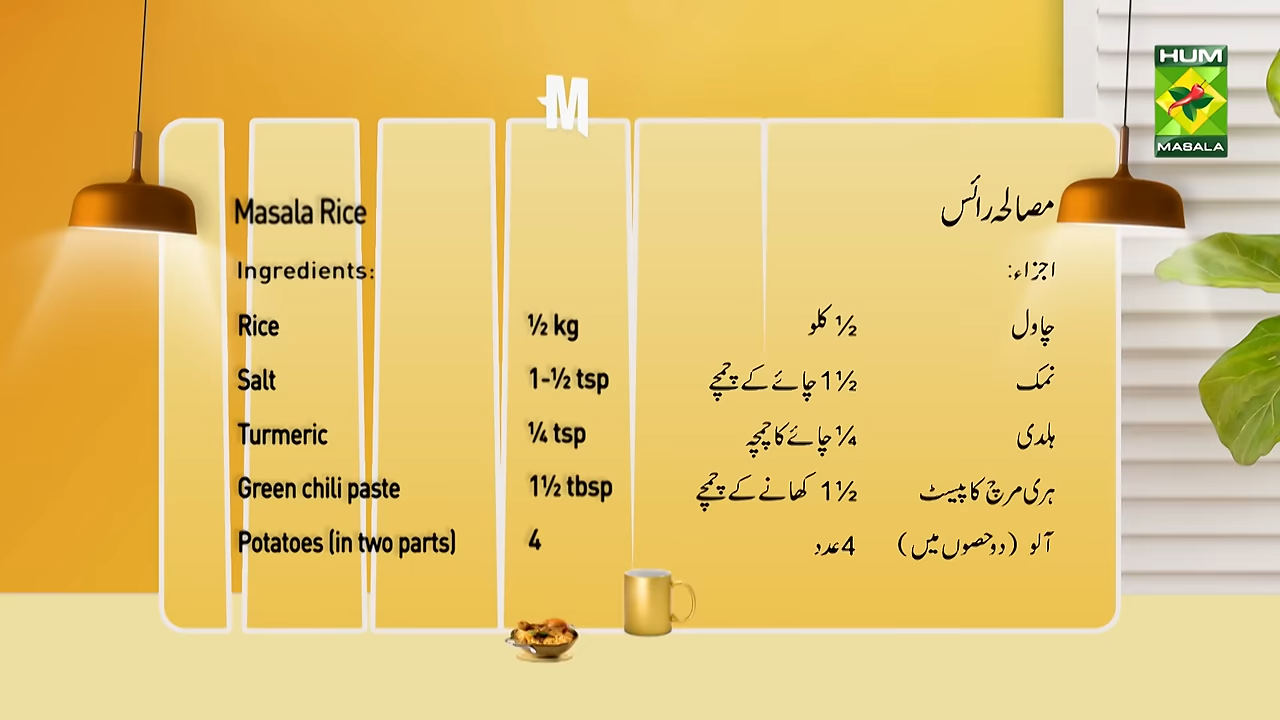 M
HUM
MASALA
Masala Rice مصالحہ رائس
Ingredients: اجزاء:
Rice ½ kg ½ کلو چاول
Salt 1-½ tsp 1½ چائے کے چمچے نمک
Turmeric ¼ tsp ¼ چائے کا چمچہ ہلدی
Green chili paste 1½ tbsp 1½ کھانے کے چمچے ہری مرچ کا پیسٹ
Potatoes (in two parts) 4 4 عدد آلو (دو حصوں میں)